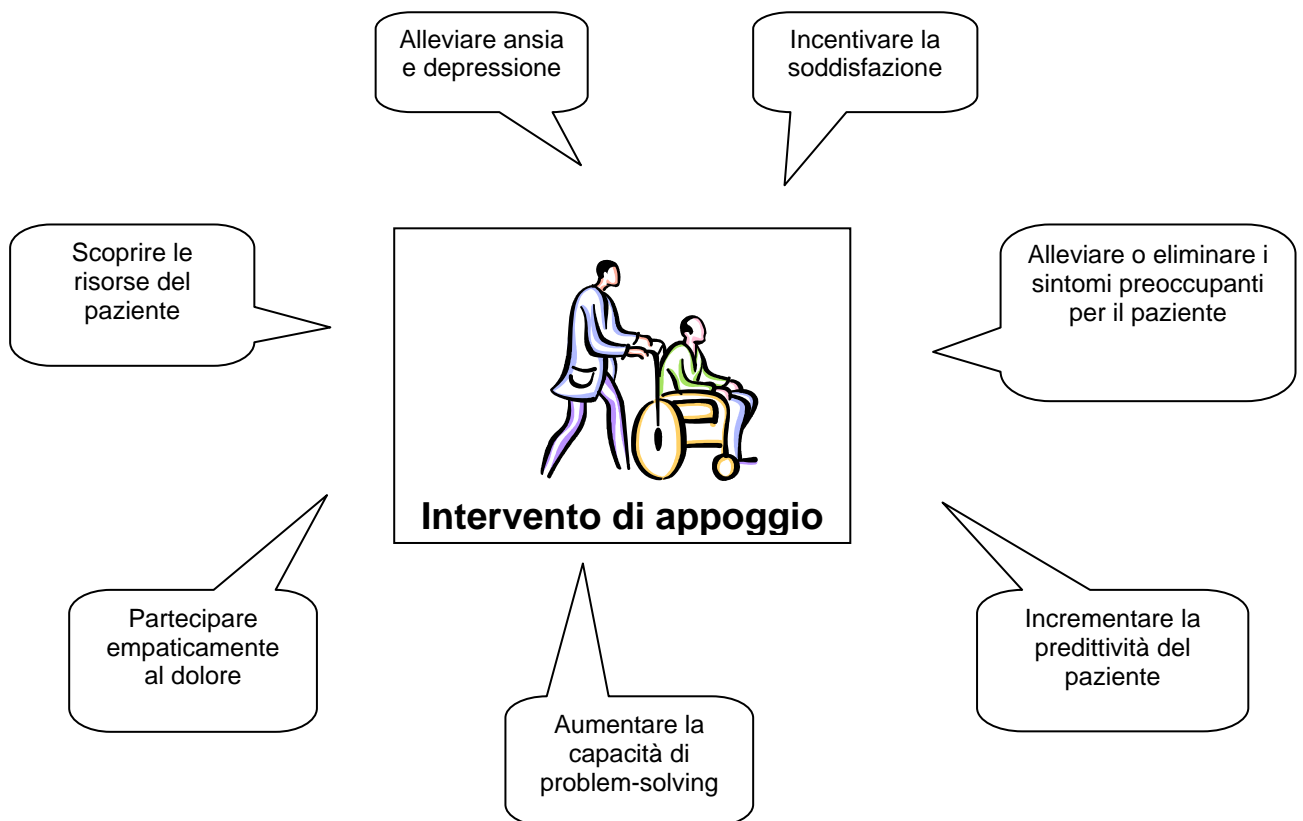 Alleviare ansia
e depressione
Incentivare la
soddisfazione
Scoprire le
risorse del
paziente
Alleviare o eliminare i
sintomi preoccupanti
per il paziente
Intervento di appoggio
Partecipare
empaticamente
al dolore
Incrementare la
predittività del
paziente
Aumentare la
capacità di
problem-solving